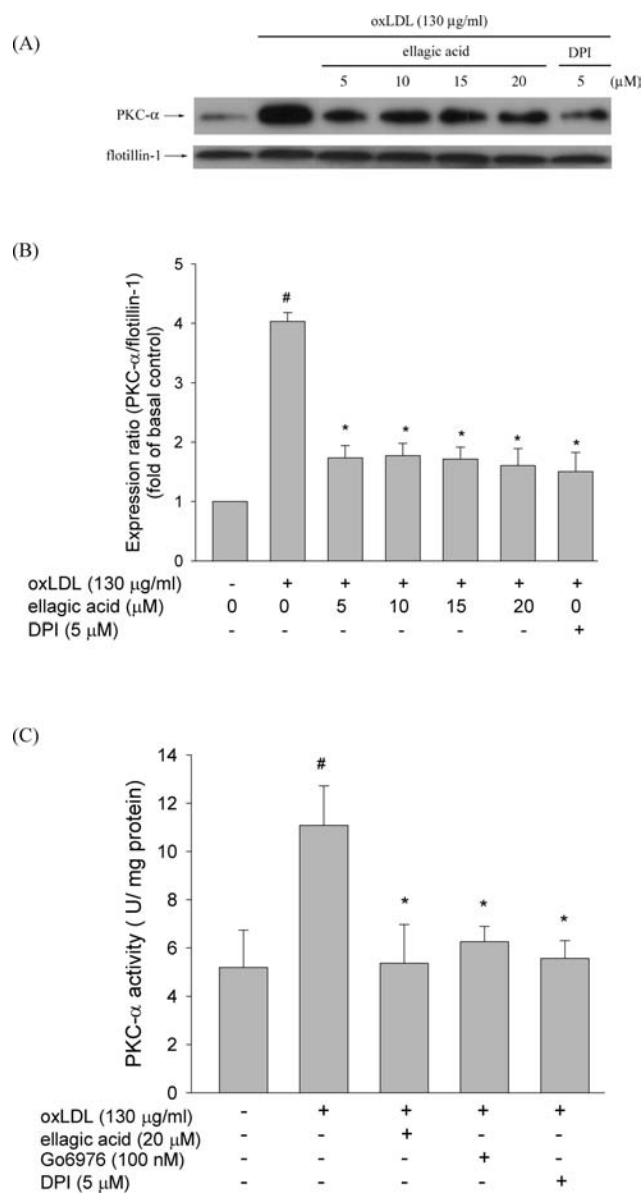 (A)
oxLDL (130 μg/ml)
ellagic acid DPI
5 10 15 20 5 (μM)
PKC-α
flotillin-1
(B)
Expression ratio (PKC-α/flotillin-1)
(fold of basal control)
5
4
3
2
1
0
#
* * * * *
oxLDL (130 μg/ml) - + + + + + +
ellagic acid (μM) 0 0 5 10 15 20 0
DPI (5 μM) - - - - - - +
(C)
PKC-α activity ( U/ mg protein)
14
12
10
8
6
4
2
0
#
* * *
oxLDL (130 μg/ml) - + + + +
ellagic acid (20 μM) - - + - -
Go6976 (100 nM) - - - + -
DPI (5 μM) - - - - +